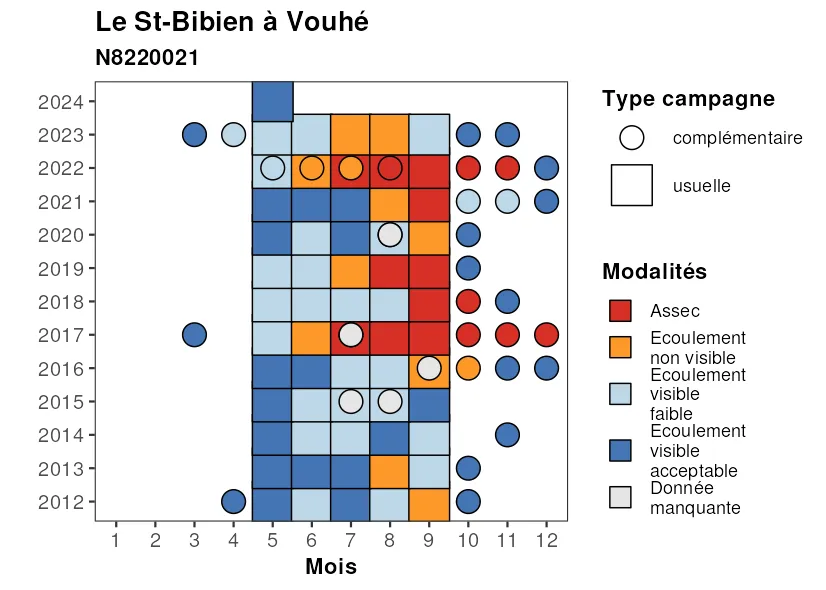 Le St-Bibien à Vouhé
N8220021
2024
2023
2022
2021
2020
2019
2018
2017
2016
2015
2014
2013
2012
1 2 3 4 5 6 7 8 9 10 11 12
Mois
Type campagne
complémentaire
usuelle
Modalités
Assec
Ecoulement
non visible
Ecoulement
visible
faible
Ecoulement
visible
acceptable
Donnée
manquante